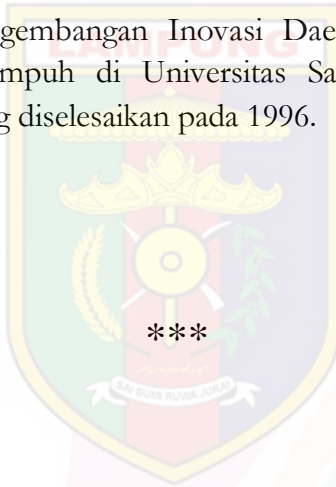 gembangan Inovasi Dae
LAMPUNG
mpuh di Universitas Sa
g diselesaikan pada 1996.
***
SAI BUMI RUWA JURAI